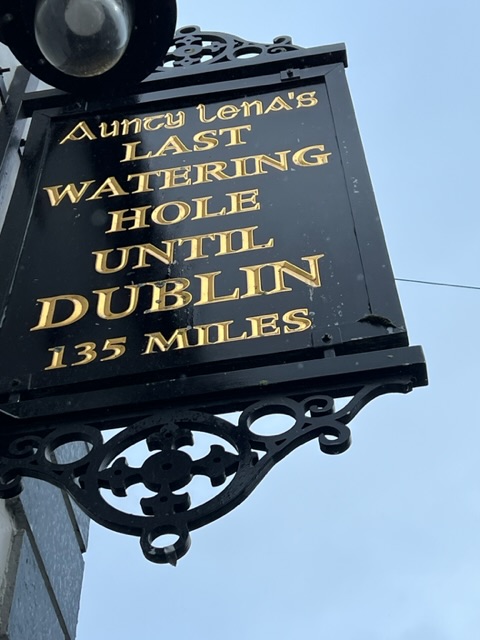 Aunty Lena's
LAST
WATERING
HOLE
UNTIL
DUBLIN
135 MILES